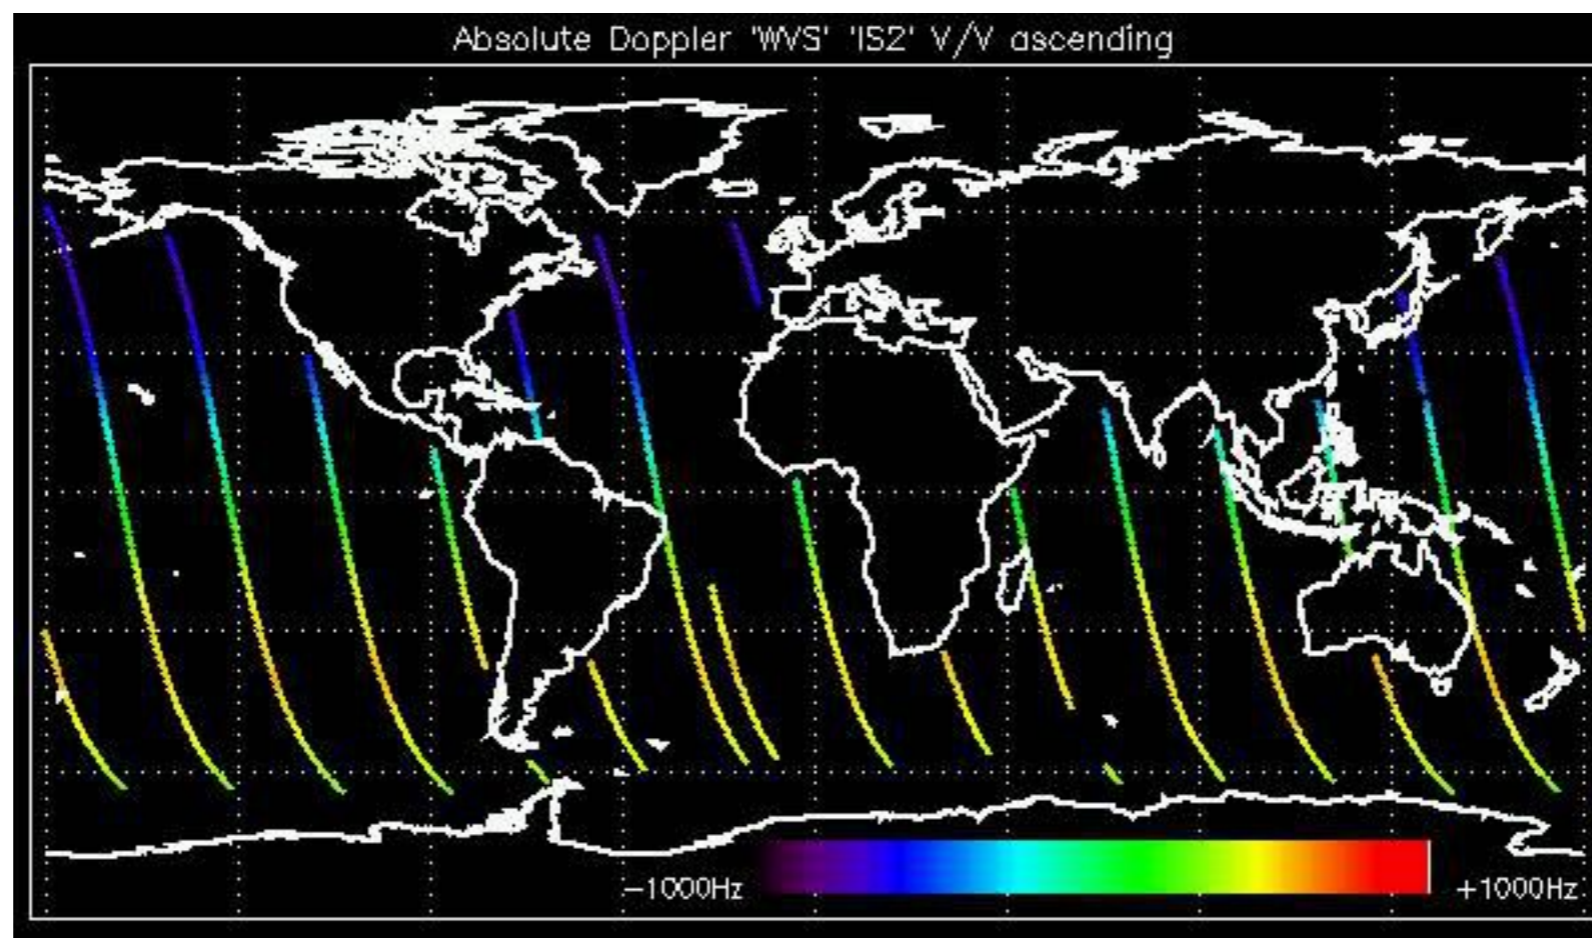 Absolute Doppler 'WVS' 'IS2' V/V ascending
−1000Hz +1000Hz